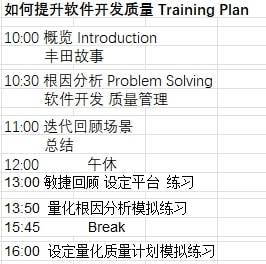 如何提升软件开发质量 Training Plan
10:00 概览 Introduction
丰田故事
10:30 根因分析 Problem Solving
软件开发 质量管理
11:00 迭代回顾场景
总结
12:00 午休
13:00 敏捷回顾 设定平台 练习
13:50 量化根因分析模拟练习
15:45 Break
16:00 设定量化质量计划模拟练习